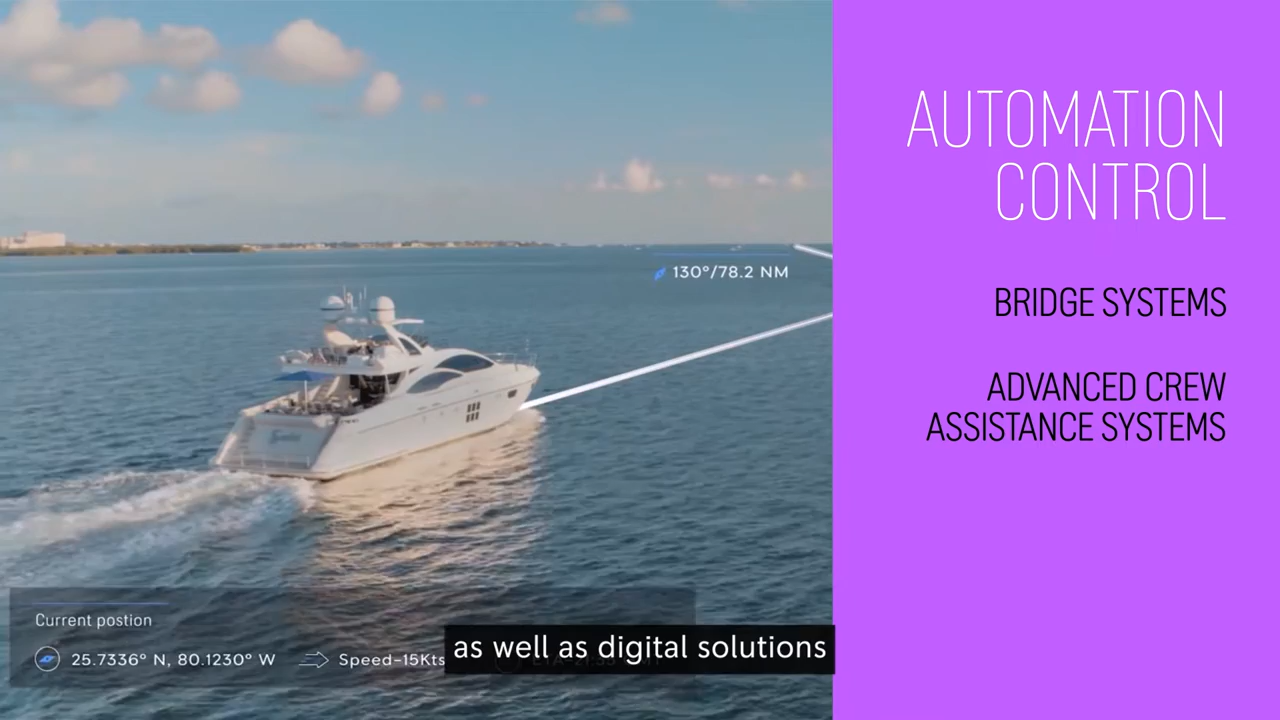 AUTOMATION
CONTROL
BRIDGE SYSTEMS
ADVANCED CREW
ASSISTANCE SYSTEMS
130°/78.2 NM
Current postion
25.7336° N, 80.1230° W
Speed-15Kts
as well as digital solutions